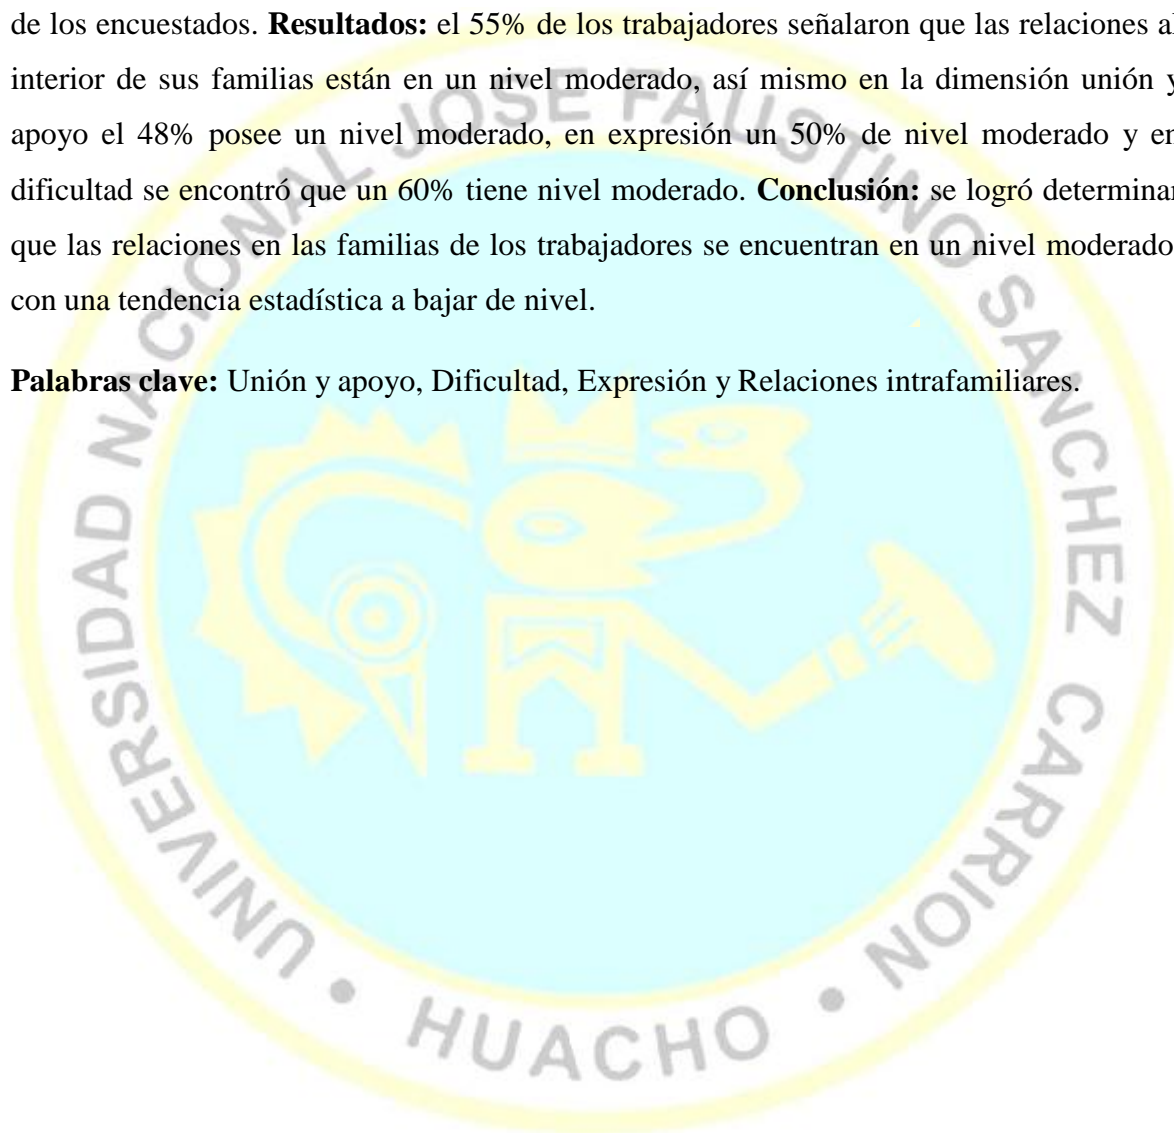 de los encuestados. Resultados: el 55% de los trabajadores señalaron que las relaciones al
interior de sus familias están en un nivel moderado, así mismo en la dimensión unión y
apoyo el 48% posee un nivel moderado, en expresión un 50% de nivel moderado y en
dificultad se encontró que un 60% tiene nivel moderado. Conclusión: se logró determinar
que las relaciones en las familias de los trabajadores se encuentran en un nivel moderado,
con una tendencia estadística a bajar de nivel.
Palabras clave: Unión y apoyo, Dificultad, Expresión y Relaciones intrafamiliares.
UNIVERSIDAD NACIONAL JOSE FAUSTINO SANCHEZ CARRION • HUACHO •